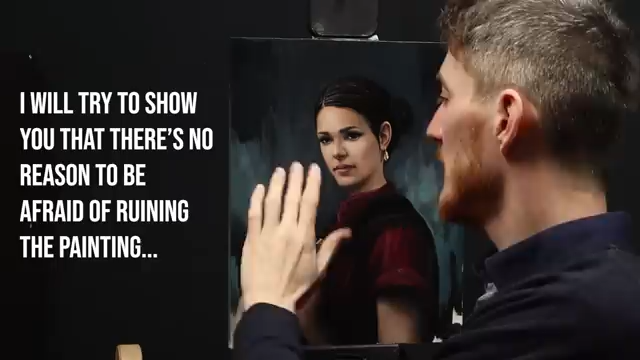 I WILL TRY TO SHOW
YOU THAT THERE'S NO
REASON TO BE
AFRAID OF RUINING
THE PAINTING...